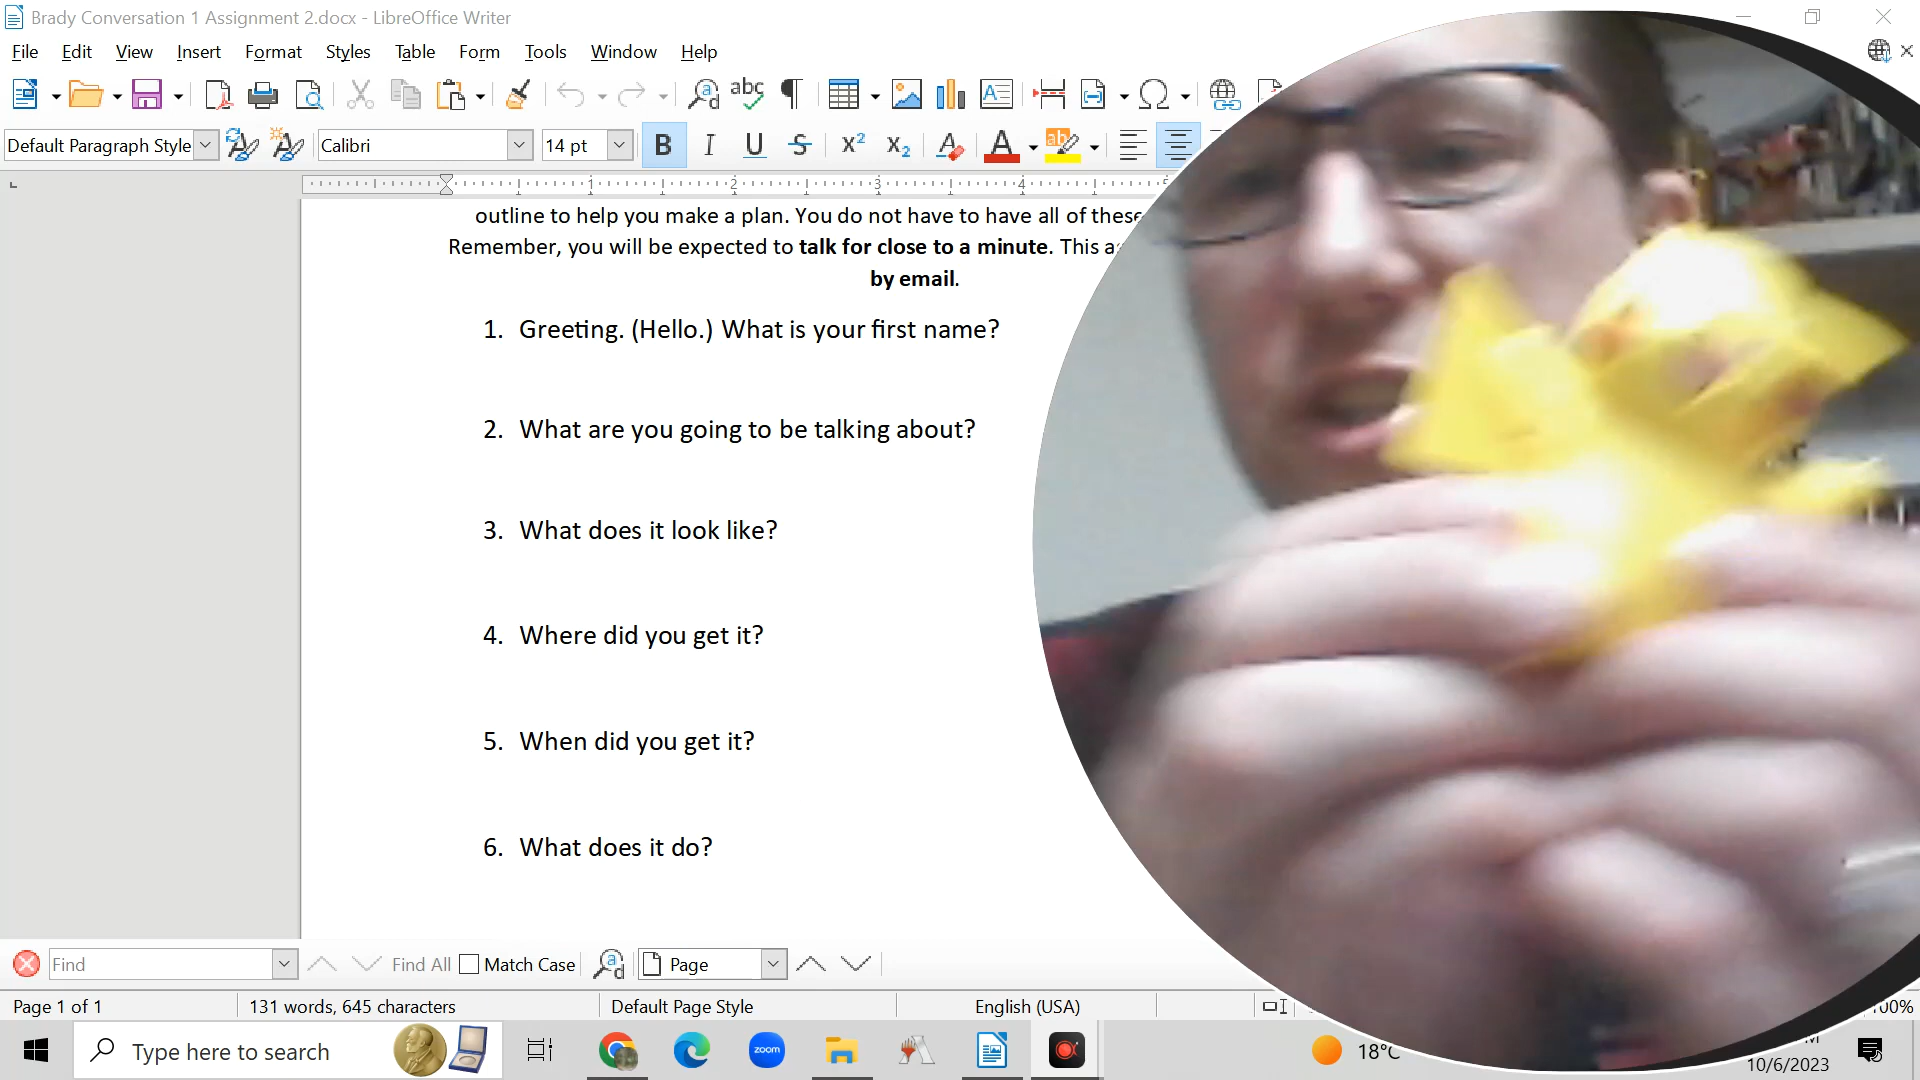 Brady Conversation 1 Assignment 2.docx - LibreOffice Writer
File Edit View Insert Format Styles Table Form Tools Window Help
Default Paragraph Style Calibri 14 pt
1 2 3 4
outline to help you make a plan. You do not have to have all of these
Remember, you will be expected to talk for close to a minute. This
by email.
1. Greeting. (Hello.) What is your first name?
2. What are you going to be talking about?
3. What does it look like?
4. Where did you get it?
5. When did you get it?
6. What does it do?
Find Find All Match Case Page
Page 1 of 1 131 words, 645 characters Default Page Style English (USA) 100%
Type here to search zoom 18°C
10/6/2023